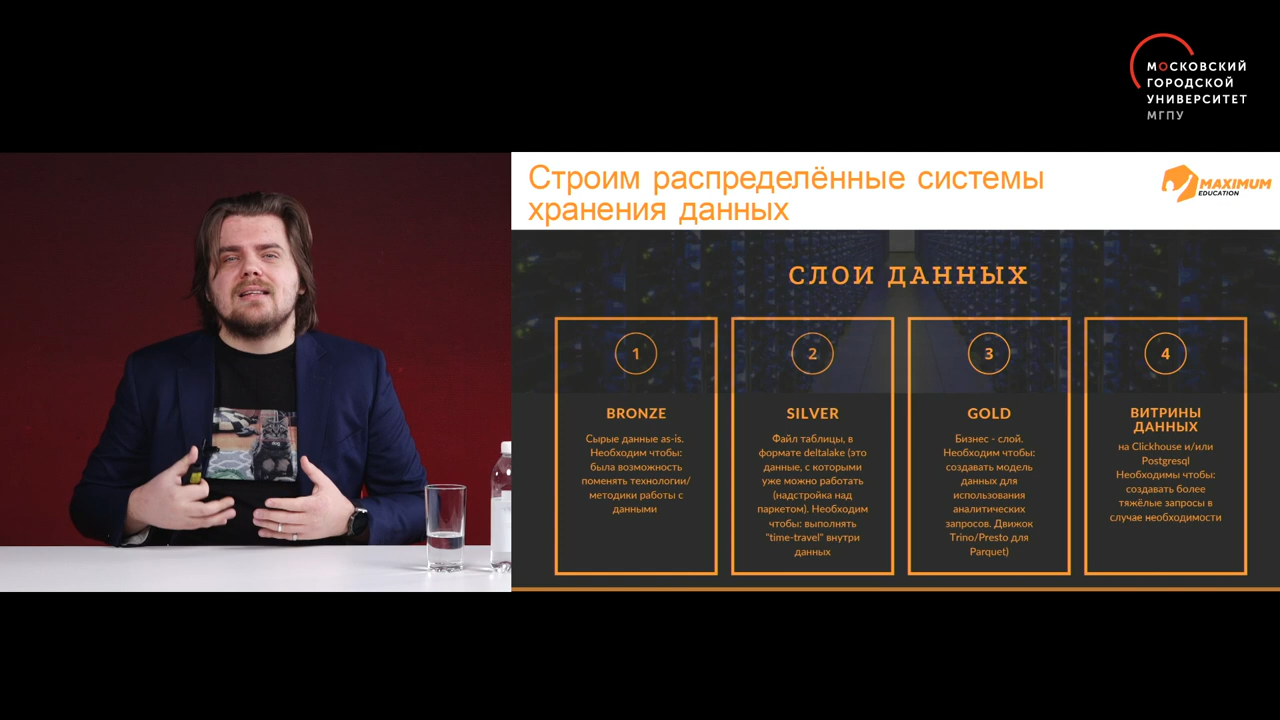 МОСКОВСКИЙ
ГОРОДСКОЙ
УНИВЕРСИТЕТ
МГПУ
Строим распределённые системы
хранения данных
MAXIMUM
EDUCATION
СЛОИ ДАННЫХ
1
BRONZE
Сырые данные as-is.
Необходим чтобы:
была возможность
поменять технологии/
методики работы с
данными
2
SILVER
Файл таблицы, в
формате deltalake (это
данные, с которыми
уже можно работать
(надстройка над
паркетом). Необходим
чтобы: выполнять
"time-travel" внутри
данных
3
GOLD
Бизнес - слой.
Необходим чтобы:
создавать модель
данных для
использования
аналитических
запросов. Движок
Trino/Presto для
Parquet)
4
ВИТРИНЫ
ДАННЫХ
на Clickhouse и/или
Postgresql
Необходимы чтобы:
создавать более
тяжёлые запросы в
случае необходимости